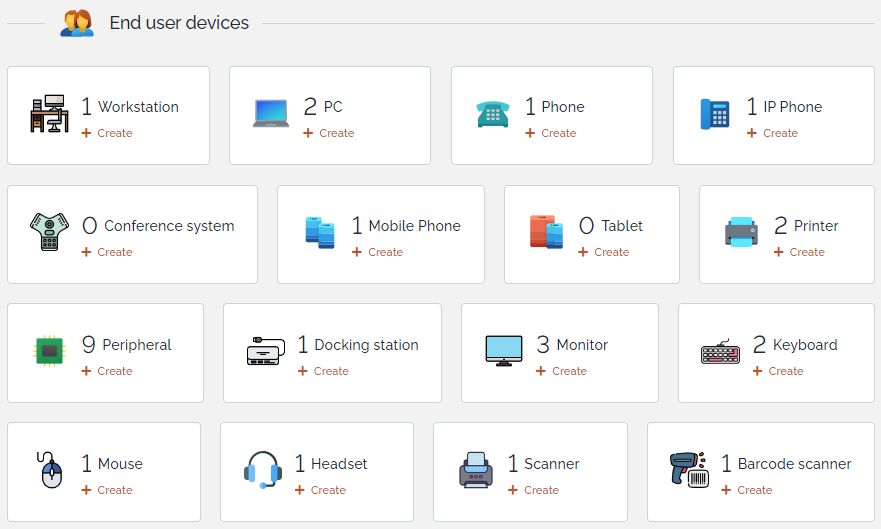 End user devices
1 Workstation
+ Create
2 PC
+ Create
1 Phone
+ Create
1 IP Phone
+ Create
0 Conference system
+ Create
1 Mobile Phone
+ Create
0 Tablet
+ Create
2 Printer
+ Create
9 Peripheral
+ Create
1 Docking station
+ Create
3 Monitor
+ Create
2 Keyboard
+ Create
1 Mouse
+ Create
1 Headset
+ Create
1 Scanner
+ Create
1 Barcode scanner
+ Create